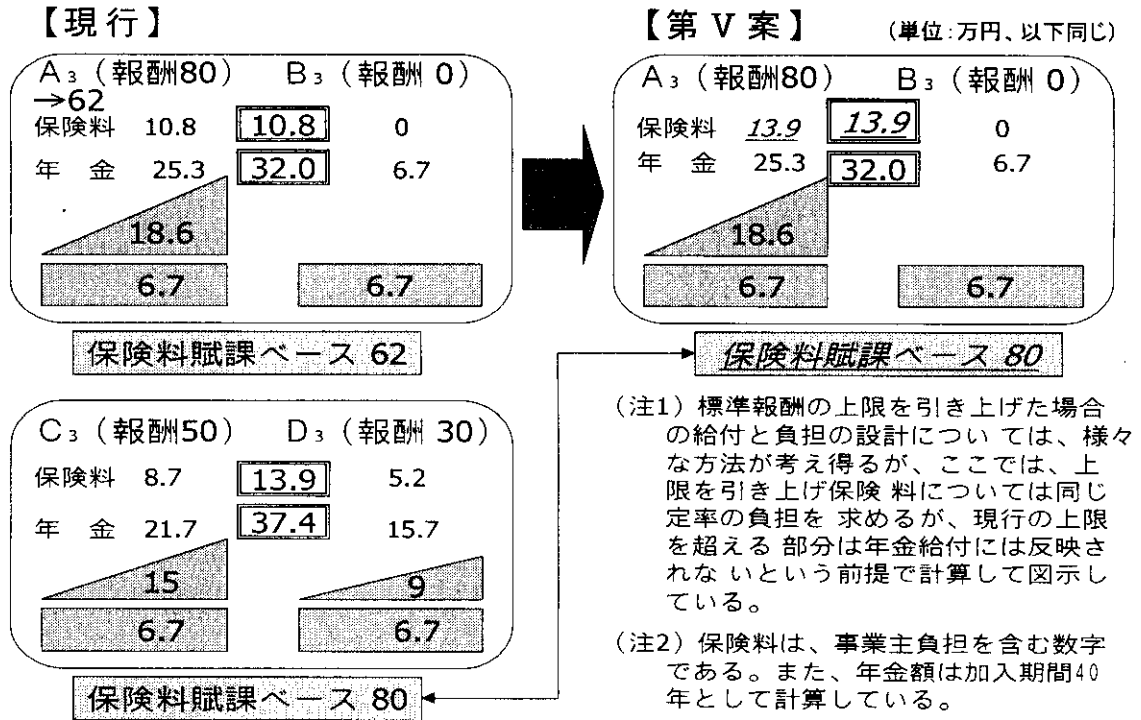 【現行】
A₃（報酬80） B₃（報酬 0）
→62
保険料 10.8 10.8 0
年 金 25.3 32.0 6.7
18.6
6.7 6.7
保険料賦課ベース 62
C₃（報酬50） D₃（報酬 30）
保険料 8.7 13.9 5.2
年 金 21.7 37.4 15.7
15 9
6.7 6.7
保険料賦課ベース 80
【第 V 案】 （単位:万円、以下同じ）
A₃（報酬80） B₃（報酬 0）
保険料 13.9 13.9 0
年 金 25.3 32.0 6.7
18.6
6.7 6.7
保険料賦課ベース 80
（注1）標準報酬の上限を引き上げた場合
の給付と負担の設計につい ては、様々
な方法が考え得るが、ここでは、上
限を引き上げ保険 料については同じ
定率の負担を 求めるが、現行の上限
を超える 部分は年金給付には反映さ
れな いという前提で計算して図示し
ている。
（注2）保険料は、事業主負担を含む数字
である。また、年金額は加入期間40
年として計算している。